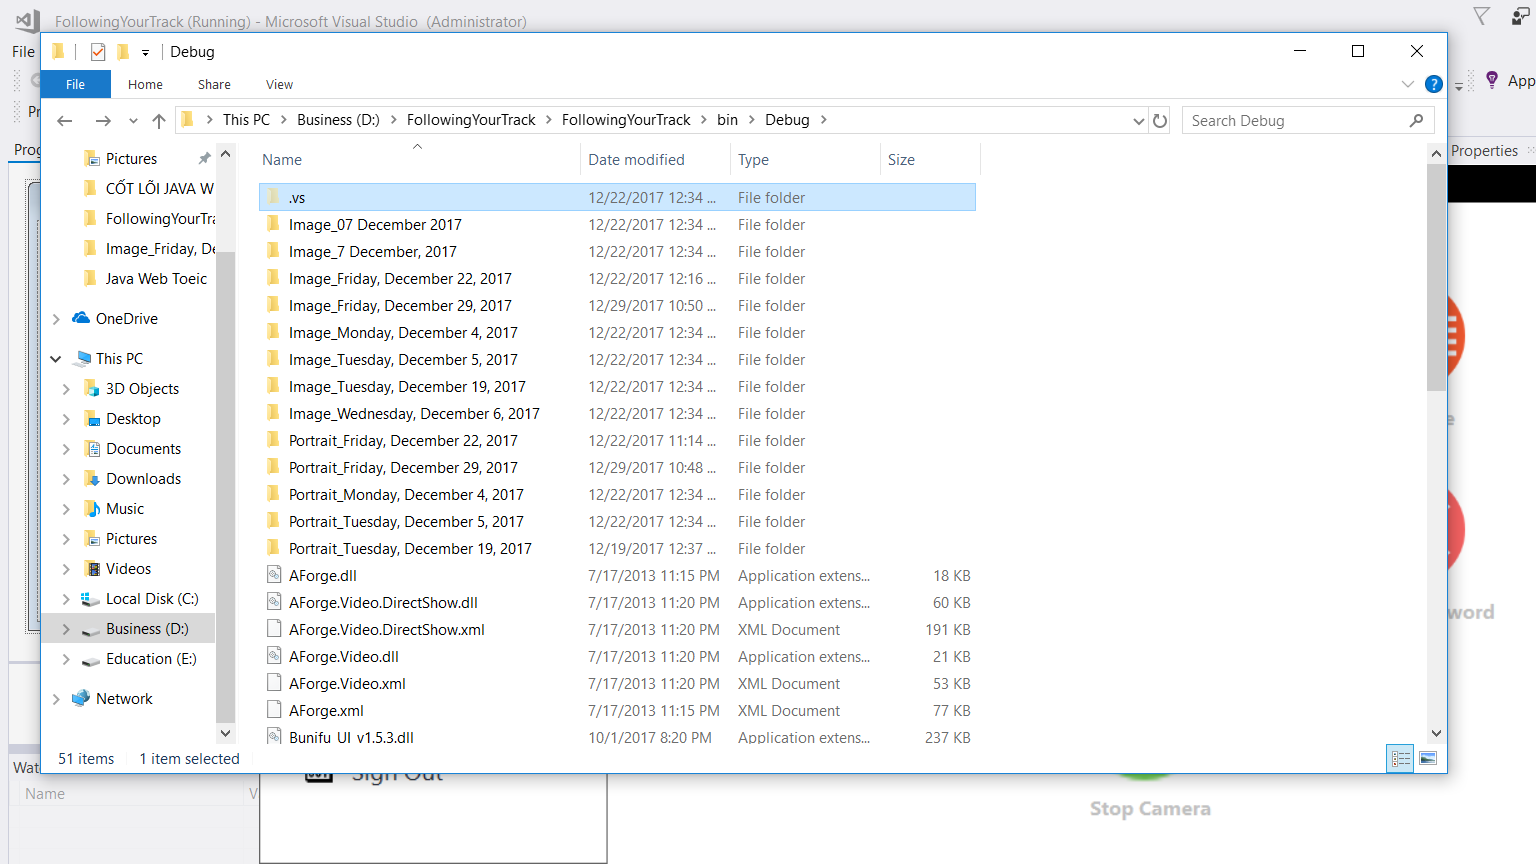 FollowingYourTrack (Running) - Microsoft Visual Studio (Administrator)
File
Debug
File Home Share View
App
This PC Business (D:) FollowingYourTrack FollowingYourTrack bin Debug
Search Debug
Properties
Name Date modified Type Size
Pictures
CỐT LÕI JAVA W
FollowingYourTra
Image_Friday, De
Java Web Toeic
OneDrive
This PC
3D Objects
Desktop
Documents
Downloads
Music
Pictures
Videos
Local Disk (C:)
Business (D:)
Education (E:)
Network
.vs 12/22/2017 12:34 ... File folder
Image_07 December 2017 12/22/2017 12:34 ... File folder
Image_7 December, 2017 12/22/2017 12:34 ... File folder
Image_Friday, December 22, 2017 12/22/2017 12:16 ... File folder
Image_Friday, December 29, 2017 12/29/2017 10:50 ... File folder
Image_Monday, December 4, 2017 12/22/2017 12:34 ... File folder
Image_Tuesday, December 5, 2017 12/22/2017 12:34 ... File folder
Image_Tuesday, December 19, 2017 12/22/2017 12:34 ... File folder
Image_Wednesday, December 6, 2017 12/22/2017 12:34 ... File folder
Portrait_Friday, December 22, 2017 12/22/2017 11:14 ... File folder
Portrait_Friday, December 29, 2017 12/29/2017 10:48 ... File folder
Portrait_Monday, December 4, 2017 12/22/2017 12:34 ... File folder
Portrait_Tuesday, December 5, 2017 12/22/2017 12:34 ... File folder
Portrait_Tuesday, December 19, 2017 12/19/2017 12:37 ... File folder
AForge.dll 7/17/2013 11:15 PM Application extens... 18 KB
AForge.Video.DirectShow.dll 7/17/2013 11:20 PM Application extens... 60 KB
AForge.Video.DirectShow.xml 7/17/2013 11:20 PM XML Document 191 KB
AForge.Video.dll 7/17/2013 11:20 PM Application extens... 21 KB
AForge.Video.xml 7/17/2013 11:20 PM XML Document 53 KB
AForge.xml 7/17/2013 11:15 PM XML Document 77 KB
Bunifu_UI_v1.5.3.dll 10/1/2017 8:20 PM Application extens... 237 KB
word
51 items 1 item selected
Wat
Name V
Sign Out
Stop Camera